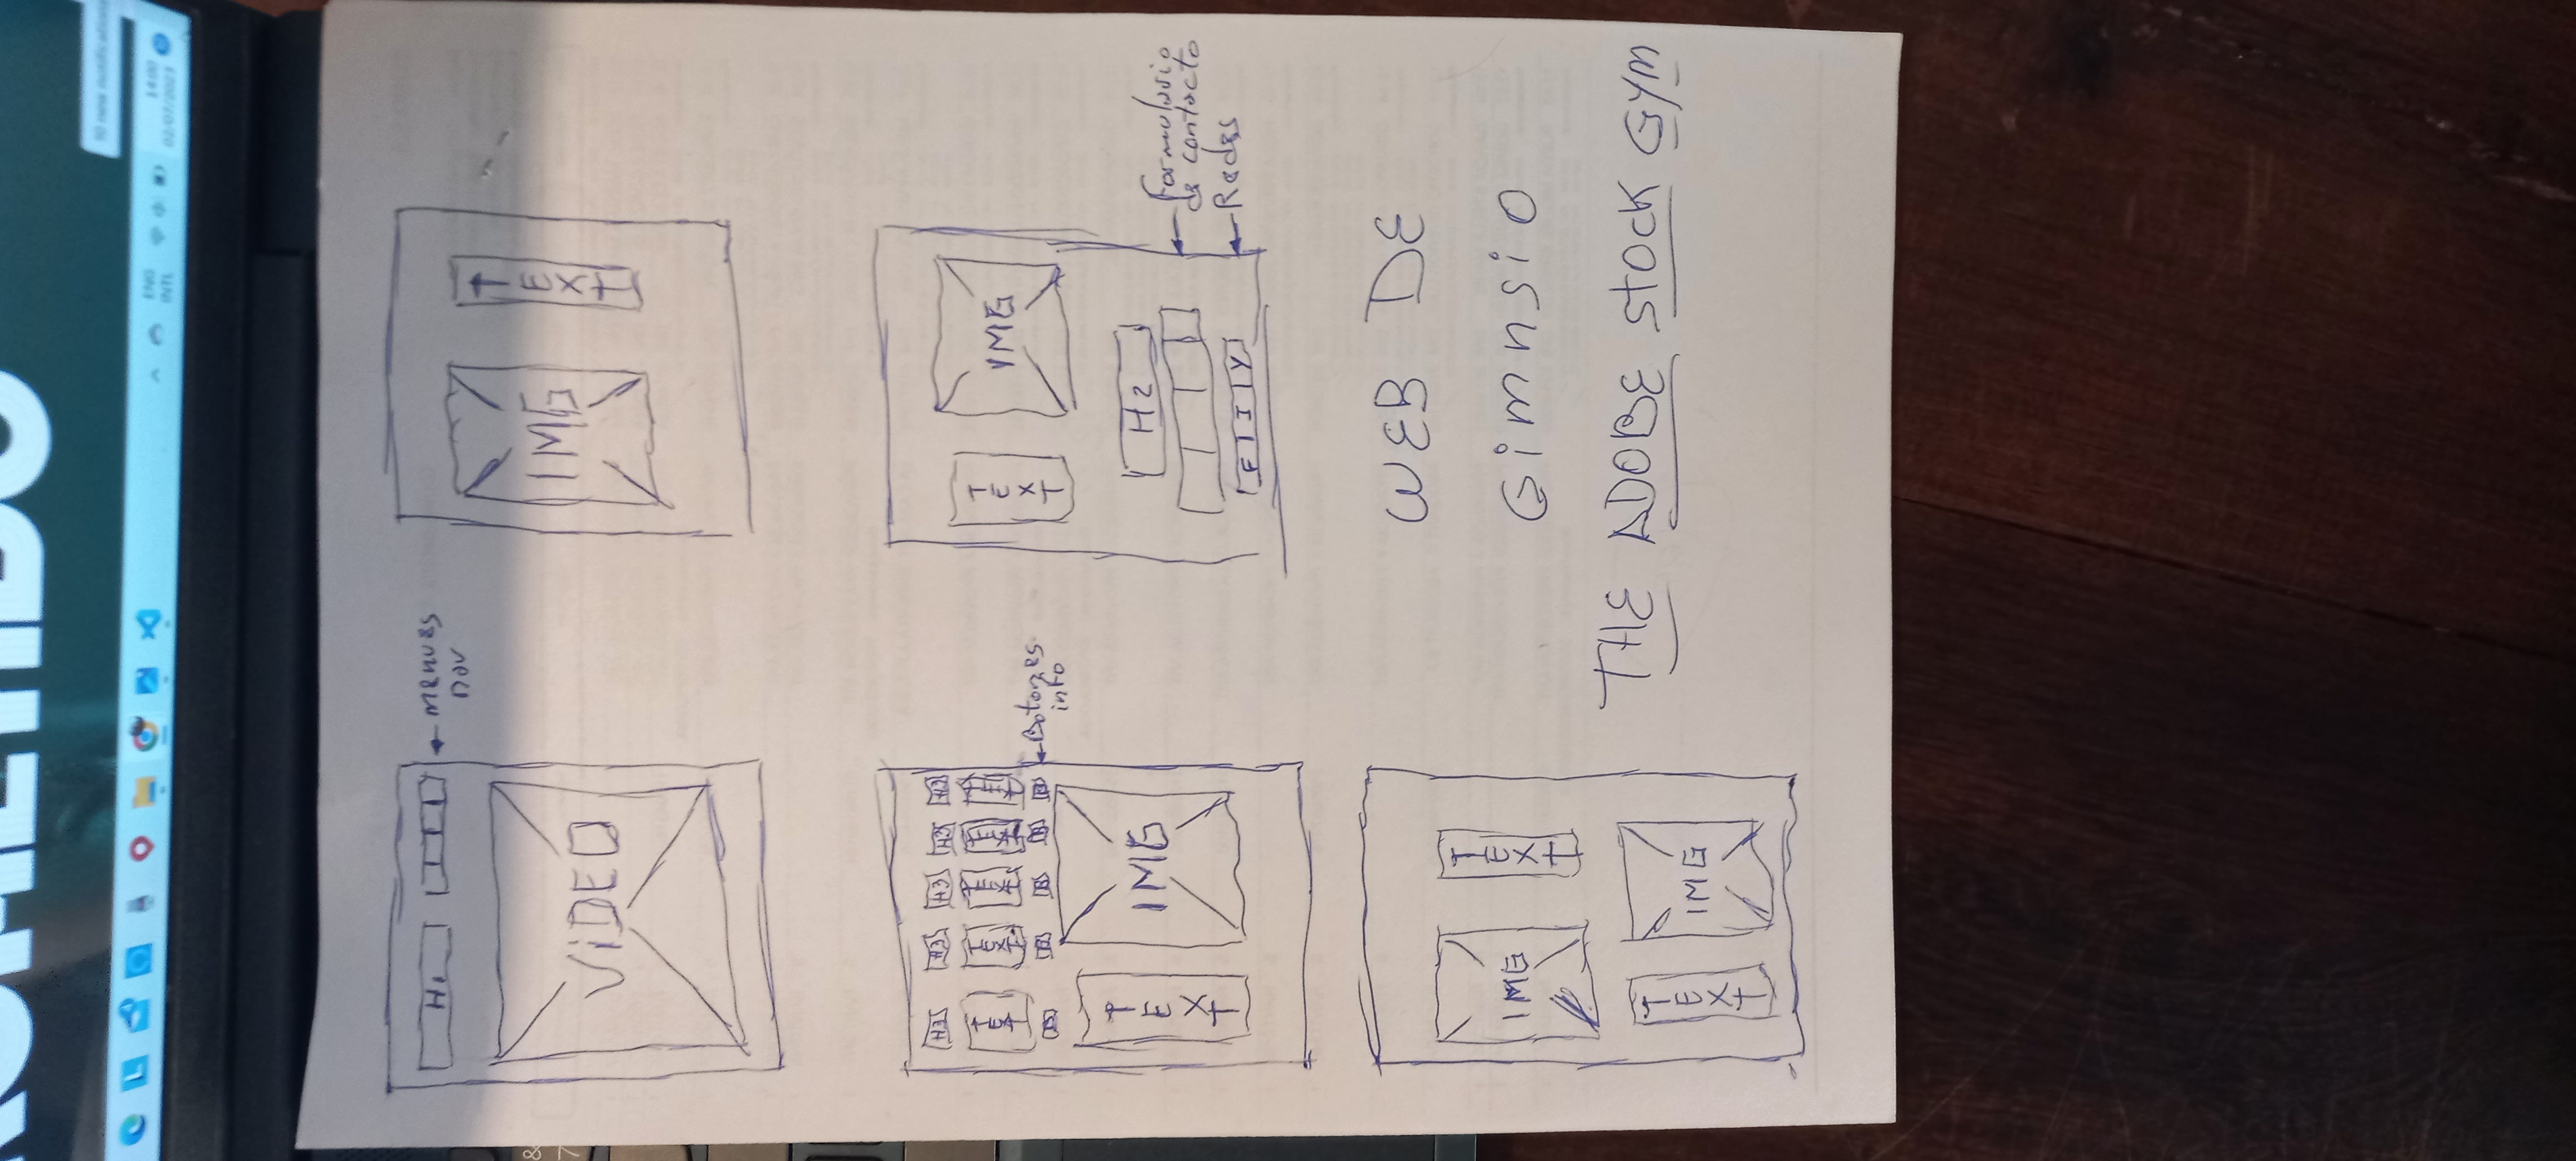 10 new notifications
ENG
INTL
14:00
02/07/2023
&
7
H1
menues
nav
VIDEO
IMG
TEXT
H3 H3 H3 H3 H3
TEXT TEXT TEXT TEXT TEXT
B B B B B
Botones
info
TEXT
IMG
TEXT
IMG
H2
Formulario
de contacto
F I Y
Redes
IMG
TEXT
TEXT
IMG
WEB DE
Gimnsio
THE ADOBE STOCK GYM